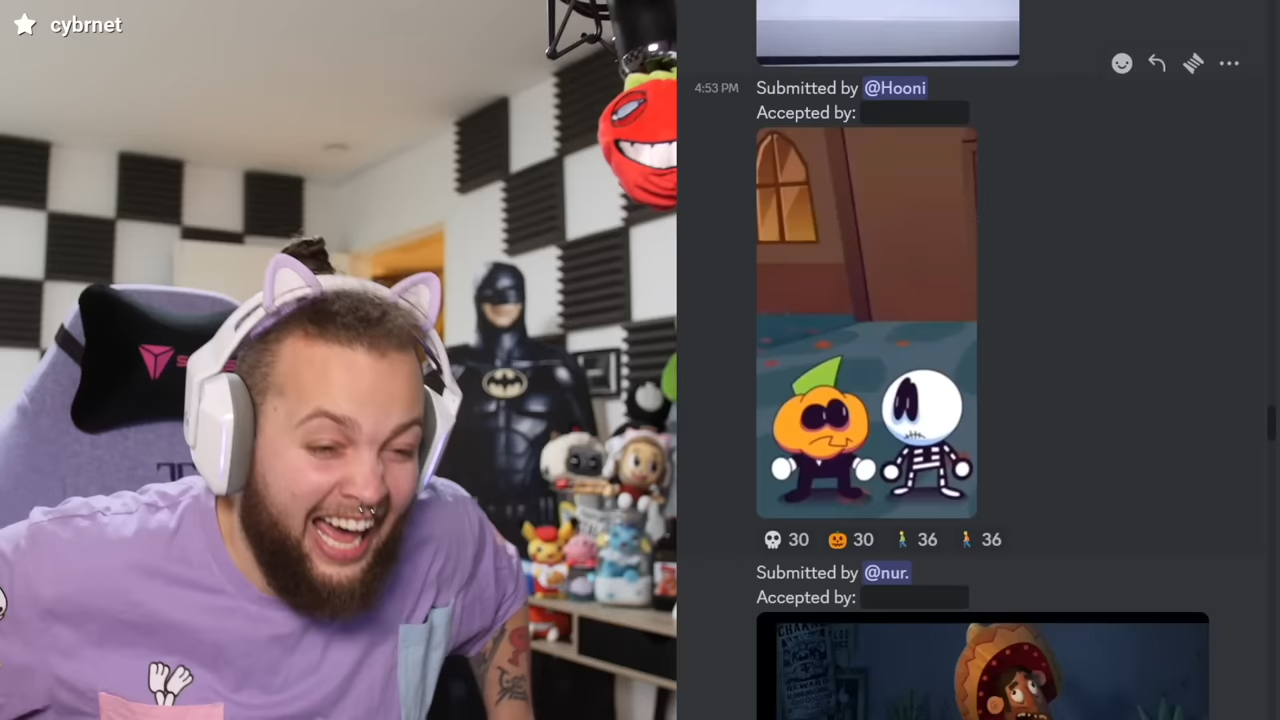 cybrnet
4:53 PM
Submitted by @Hooni
Accepted by:
30
30
36
36
Submitted by @nur.
Accepted by: